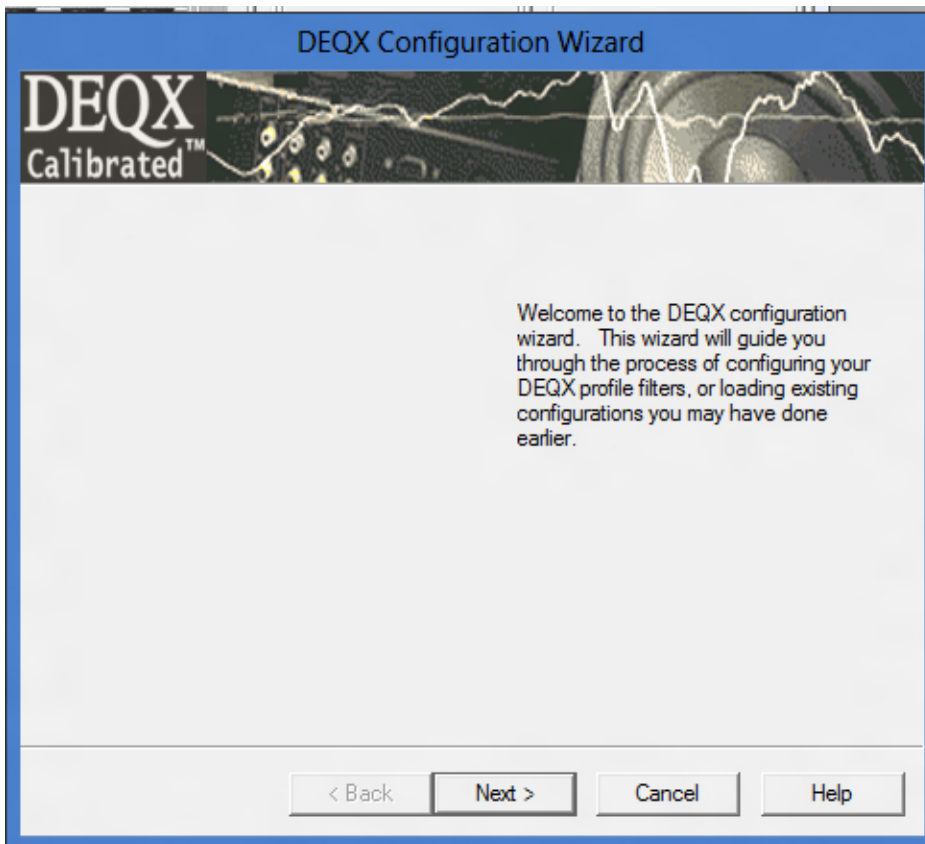 DEQX Configuration Wizard
DEQX
Calibrated™
Welcome to the DEQX configuration
wizard. This wizard will guide you
through the process of configuring your
DEQX profile filters, or loading existing
configurations you may have done
earlier.
< Back Next > Cancel Help